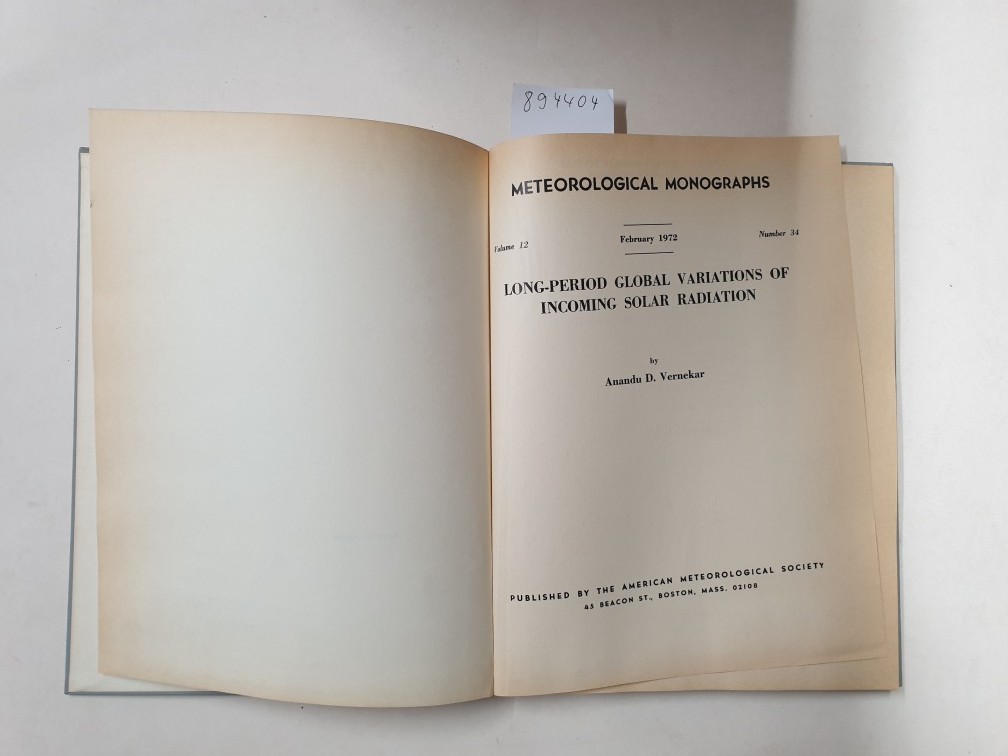 894404
METEOROLOGICAL MONOGRAPHS
Volume 12
February 1972
Number 34
LONG-PERIOD GLOBAL VARIATIONS OF
INCOMING SOLAR RADIATION
by
Anandu D. Vernekar
PUBLISHED BY THE AMERICAN METEOROLOGICAL SOCIETY
45 BEACON ST., BOSTON, MASS. 02108